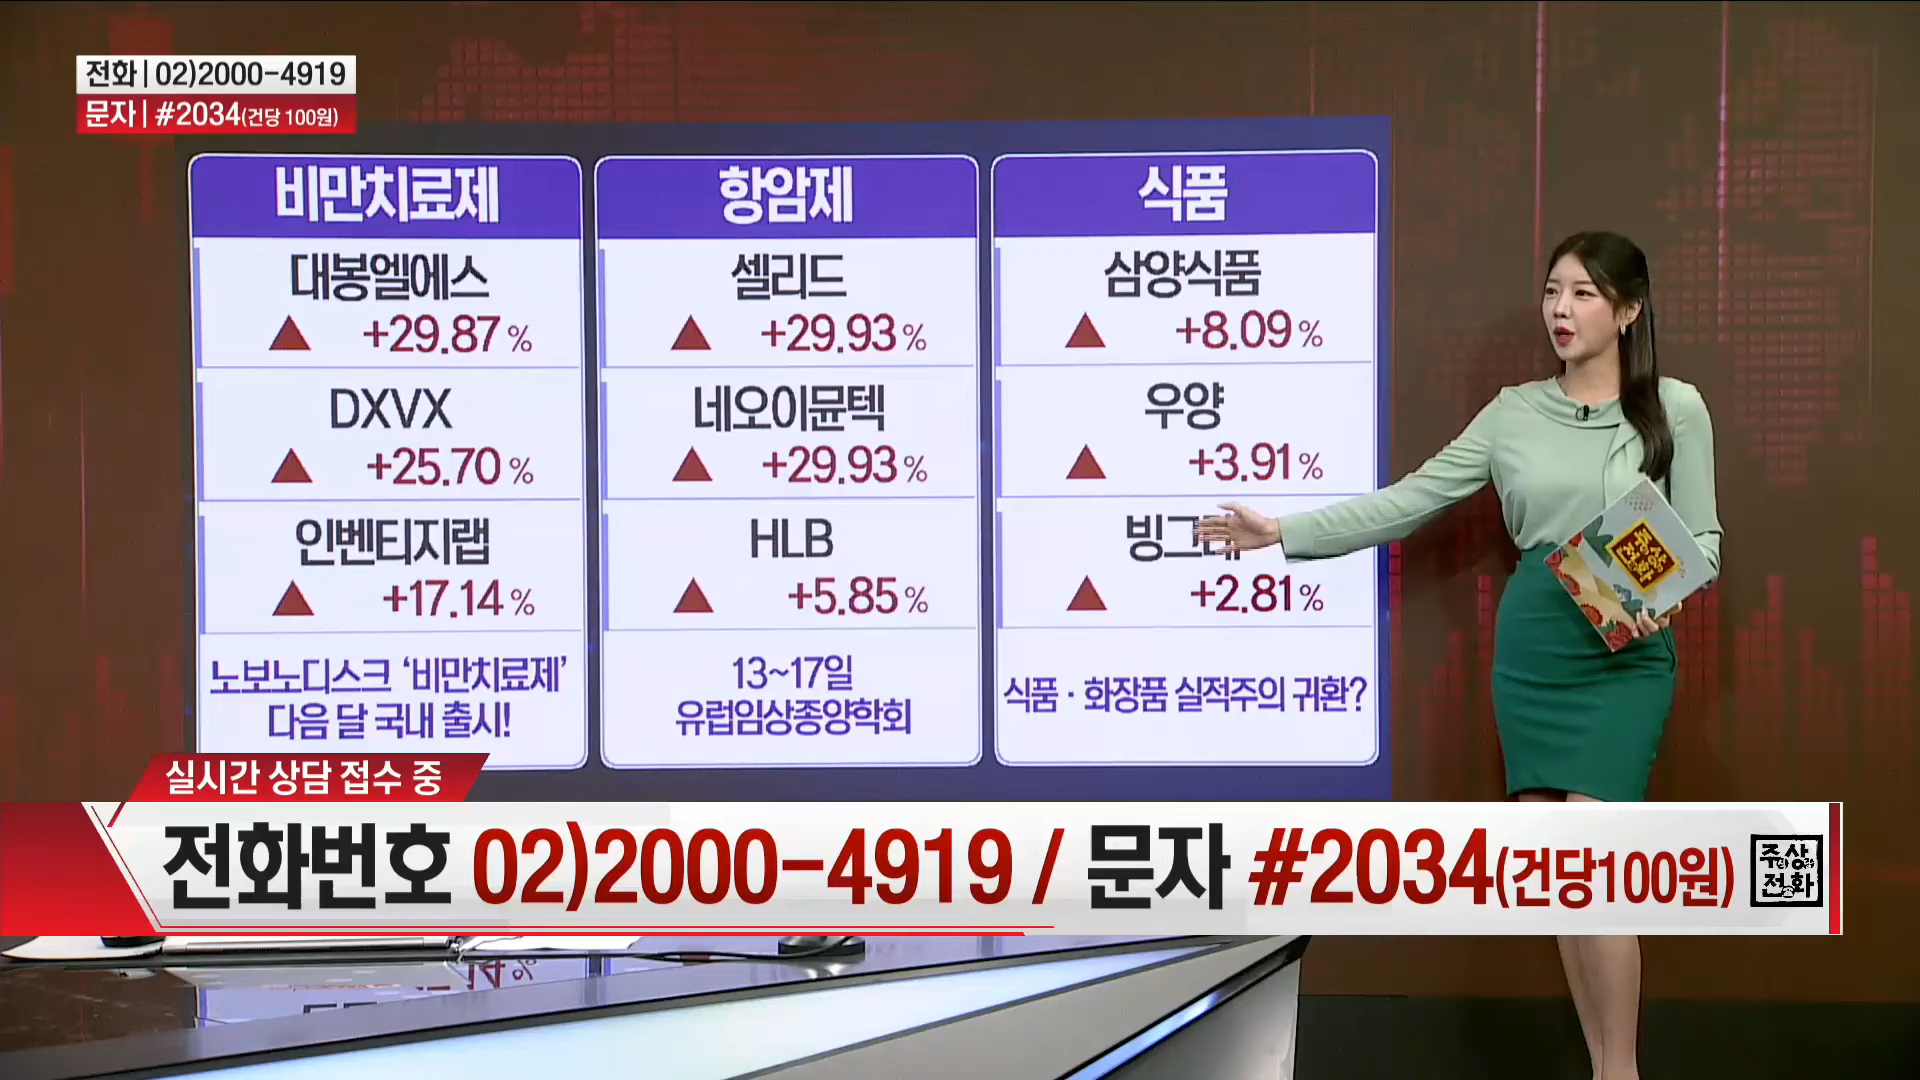 전화 | 02)2000-4919
문자 | #2034(건당 100원)
비만치료제
대봉엘에스
▲ +29.87%
DXVX
▲ +25.70%
인벤티지랩
▲ +17.14%
노보노디스크 ‘비만치료제’
다음 달 국내 출시!
항암제
셀리드
▲ +29.93%
네오이뮨텍
▲ +29.93%
HLB
▲ +5.85%
13~17일
유럽임상종양학회
식품
삼양식품
▲ +8.09%
우양
▲ +3.91%
빙그레
▲ +2.81%
식품·화장품 실적주의 귀환?
실시간 상담 접수 중
전화번호 02)2000-4919 / 문자 #2034(건당100원)
주상
전화